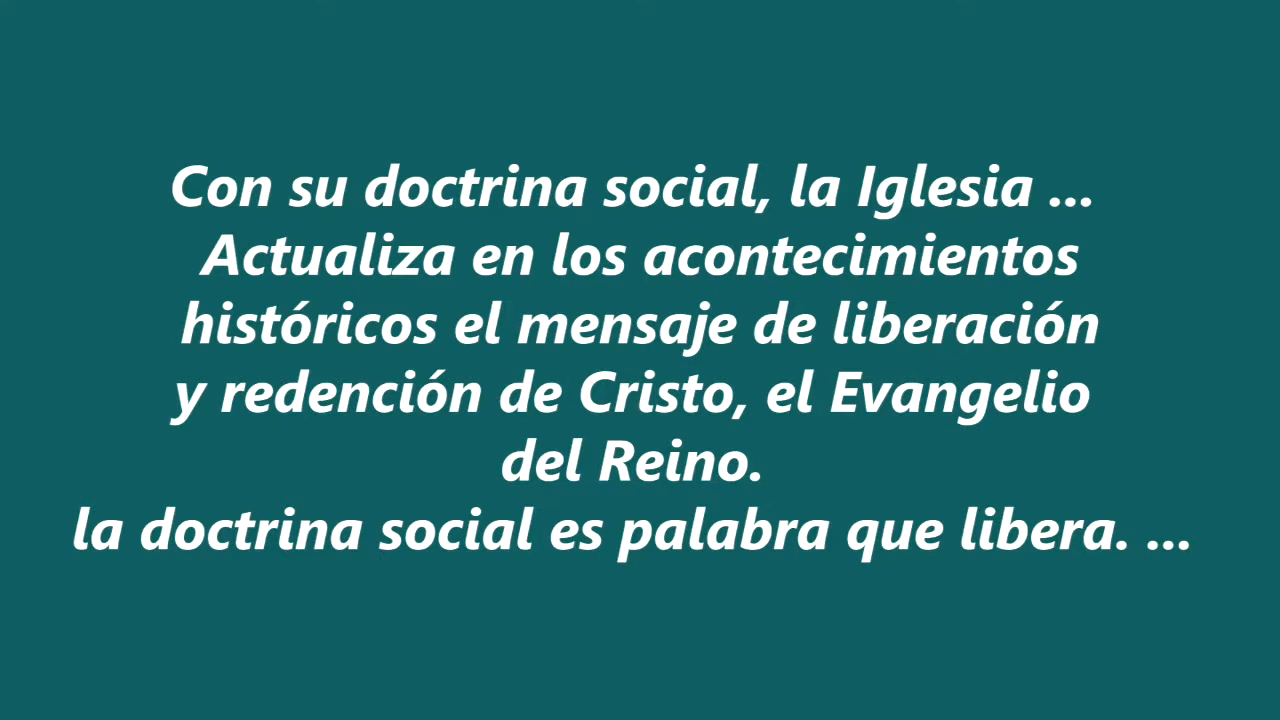 Con su doctrina social, la Iglesia ...
Actualiza en los acontecimientos
históricos el mensaje de liberación
y redención de Cristo, el Evangelio
del Reino.
la doctrina social es palabra que libera. ...